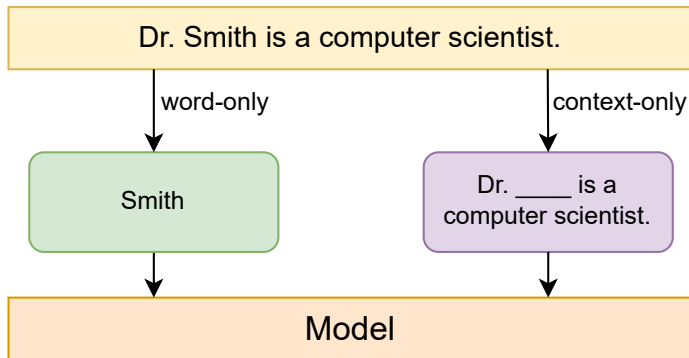 Dr. Smith is a computer scientist.
word-only
context-only
Smith
Dr. ____ is a
computer scientist.
Model